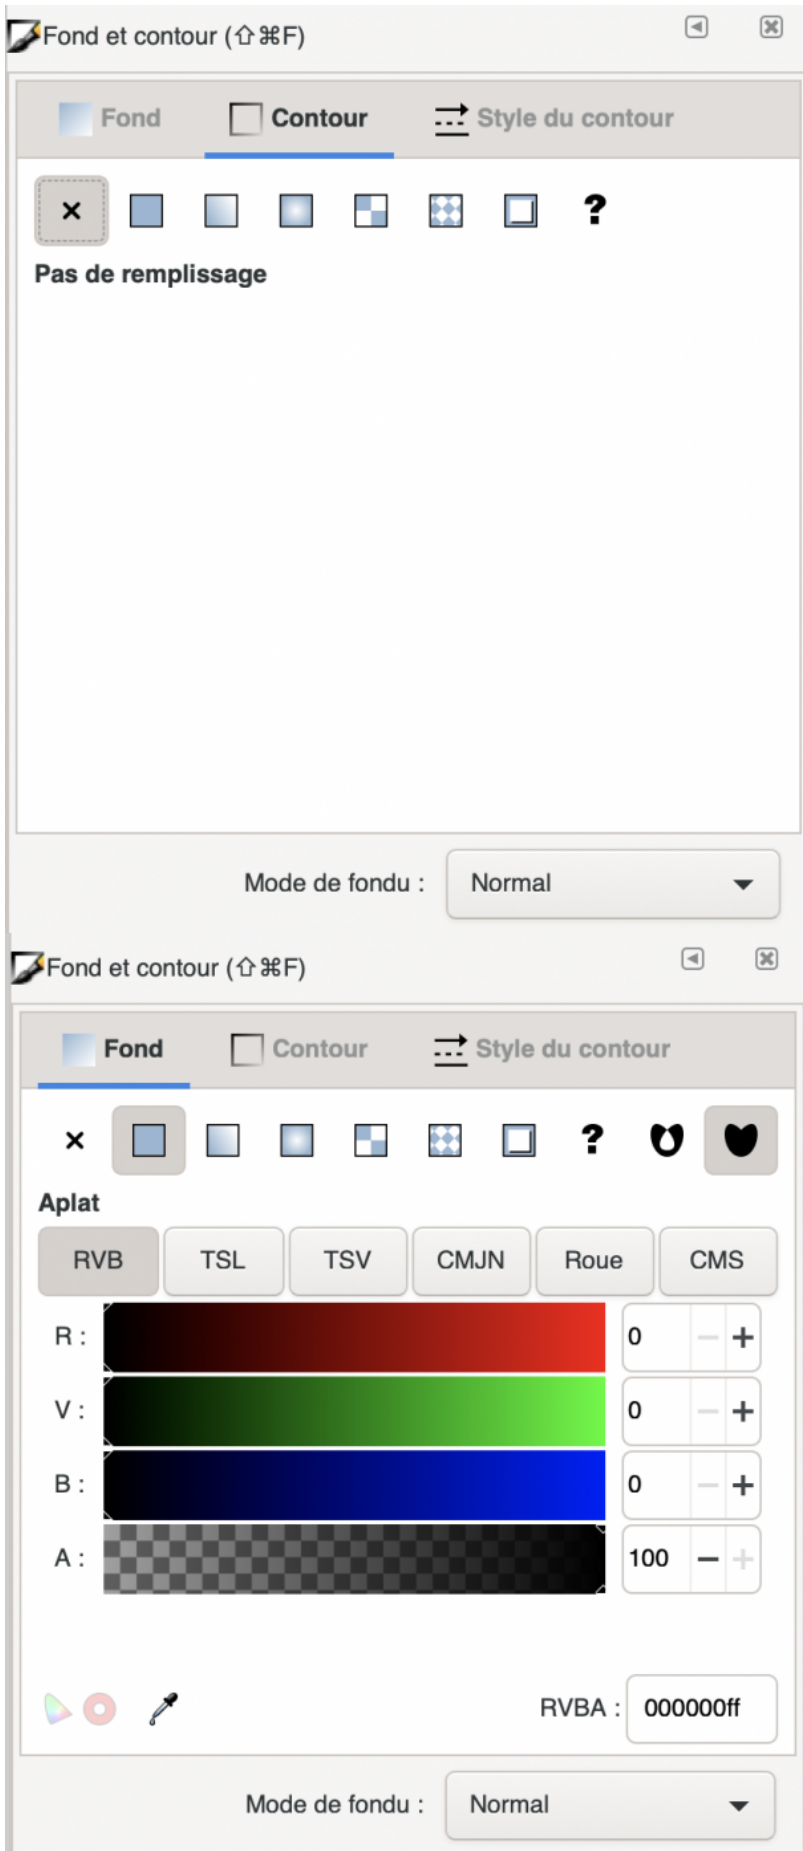 Fond et contour (⇧⌘F)
Fond Contour Style du contour
?
Pas de remplissage
Mode de fondu : Normal
Fond et contour (⇧⌘F)
Fond Contour Style du contour
?
Aplat
RVB TSL TSV CMJN Roue CMS
R : 0 − +
V : 0 − +
B : 0 − +
A : 100 − +
RVBA : 000000ff
Mode de fondu : Normal